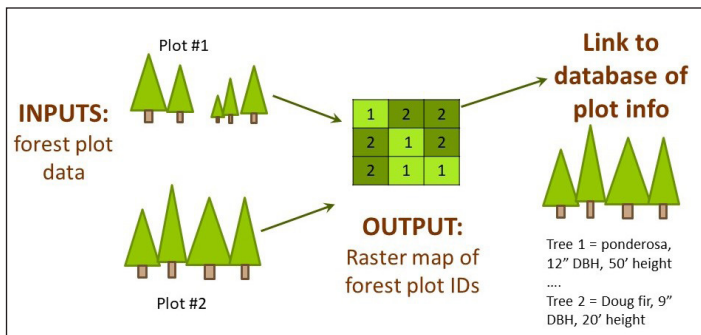 Plot #1
INPUTS:
forest plot
data
Plot #2
1 2 2
2 1 2
2 1 1
OUTPUT:
Raster map of
forest plot IDs
Link to
database of
plot info
Tree 1 = ponderosa,
12” DBH, 50’ height
....
Tree 2 = Doug fir, 9”
DBH, 20’ height